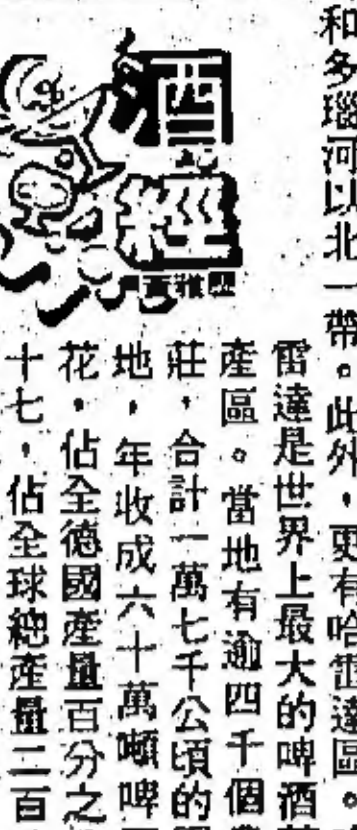 和多瑙河以北一帶。此外，更有哈雷達區。
雷達是世界上最大的啤酒
產區。當地有逾四千個
莊，合計一萬七千公頃的
地，年收成六十萬噸啤
花，佔全德國產量百分之
十七，佔全球總產量二百
酒經